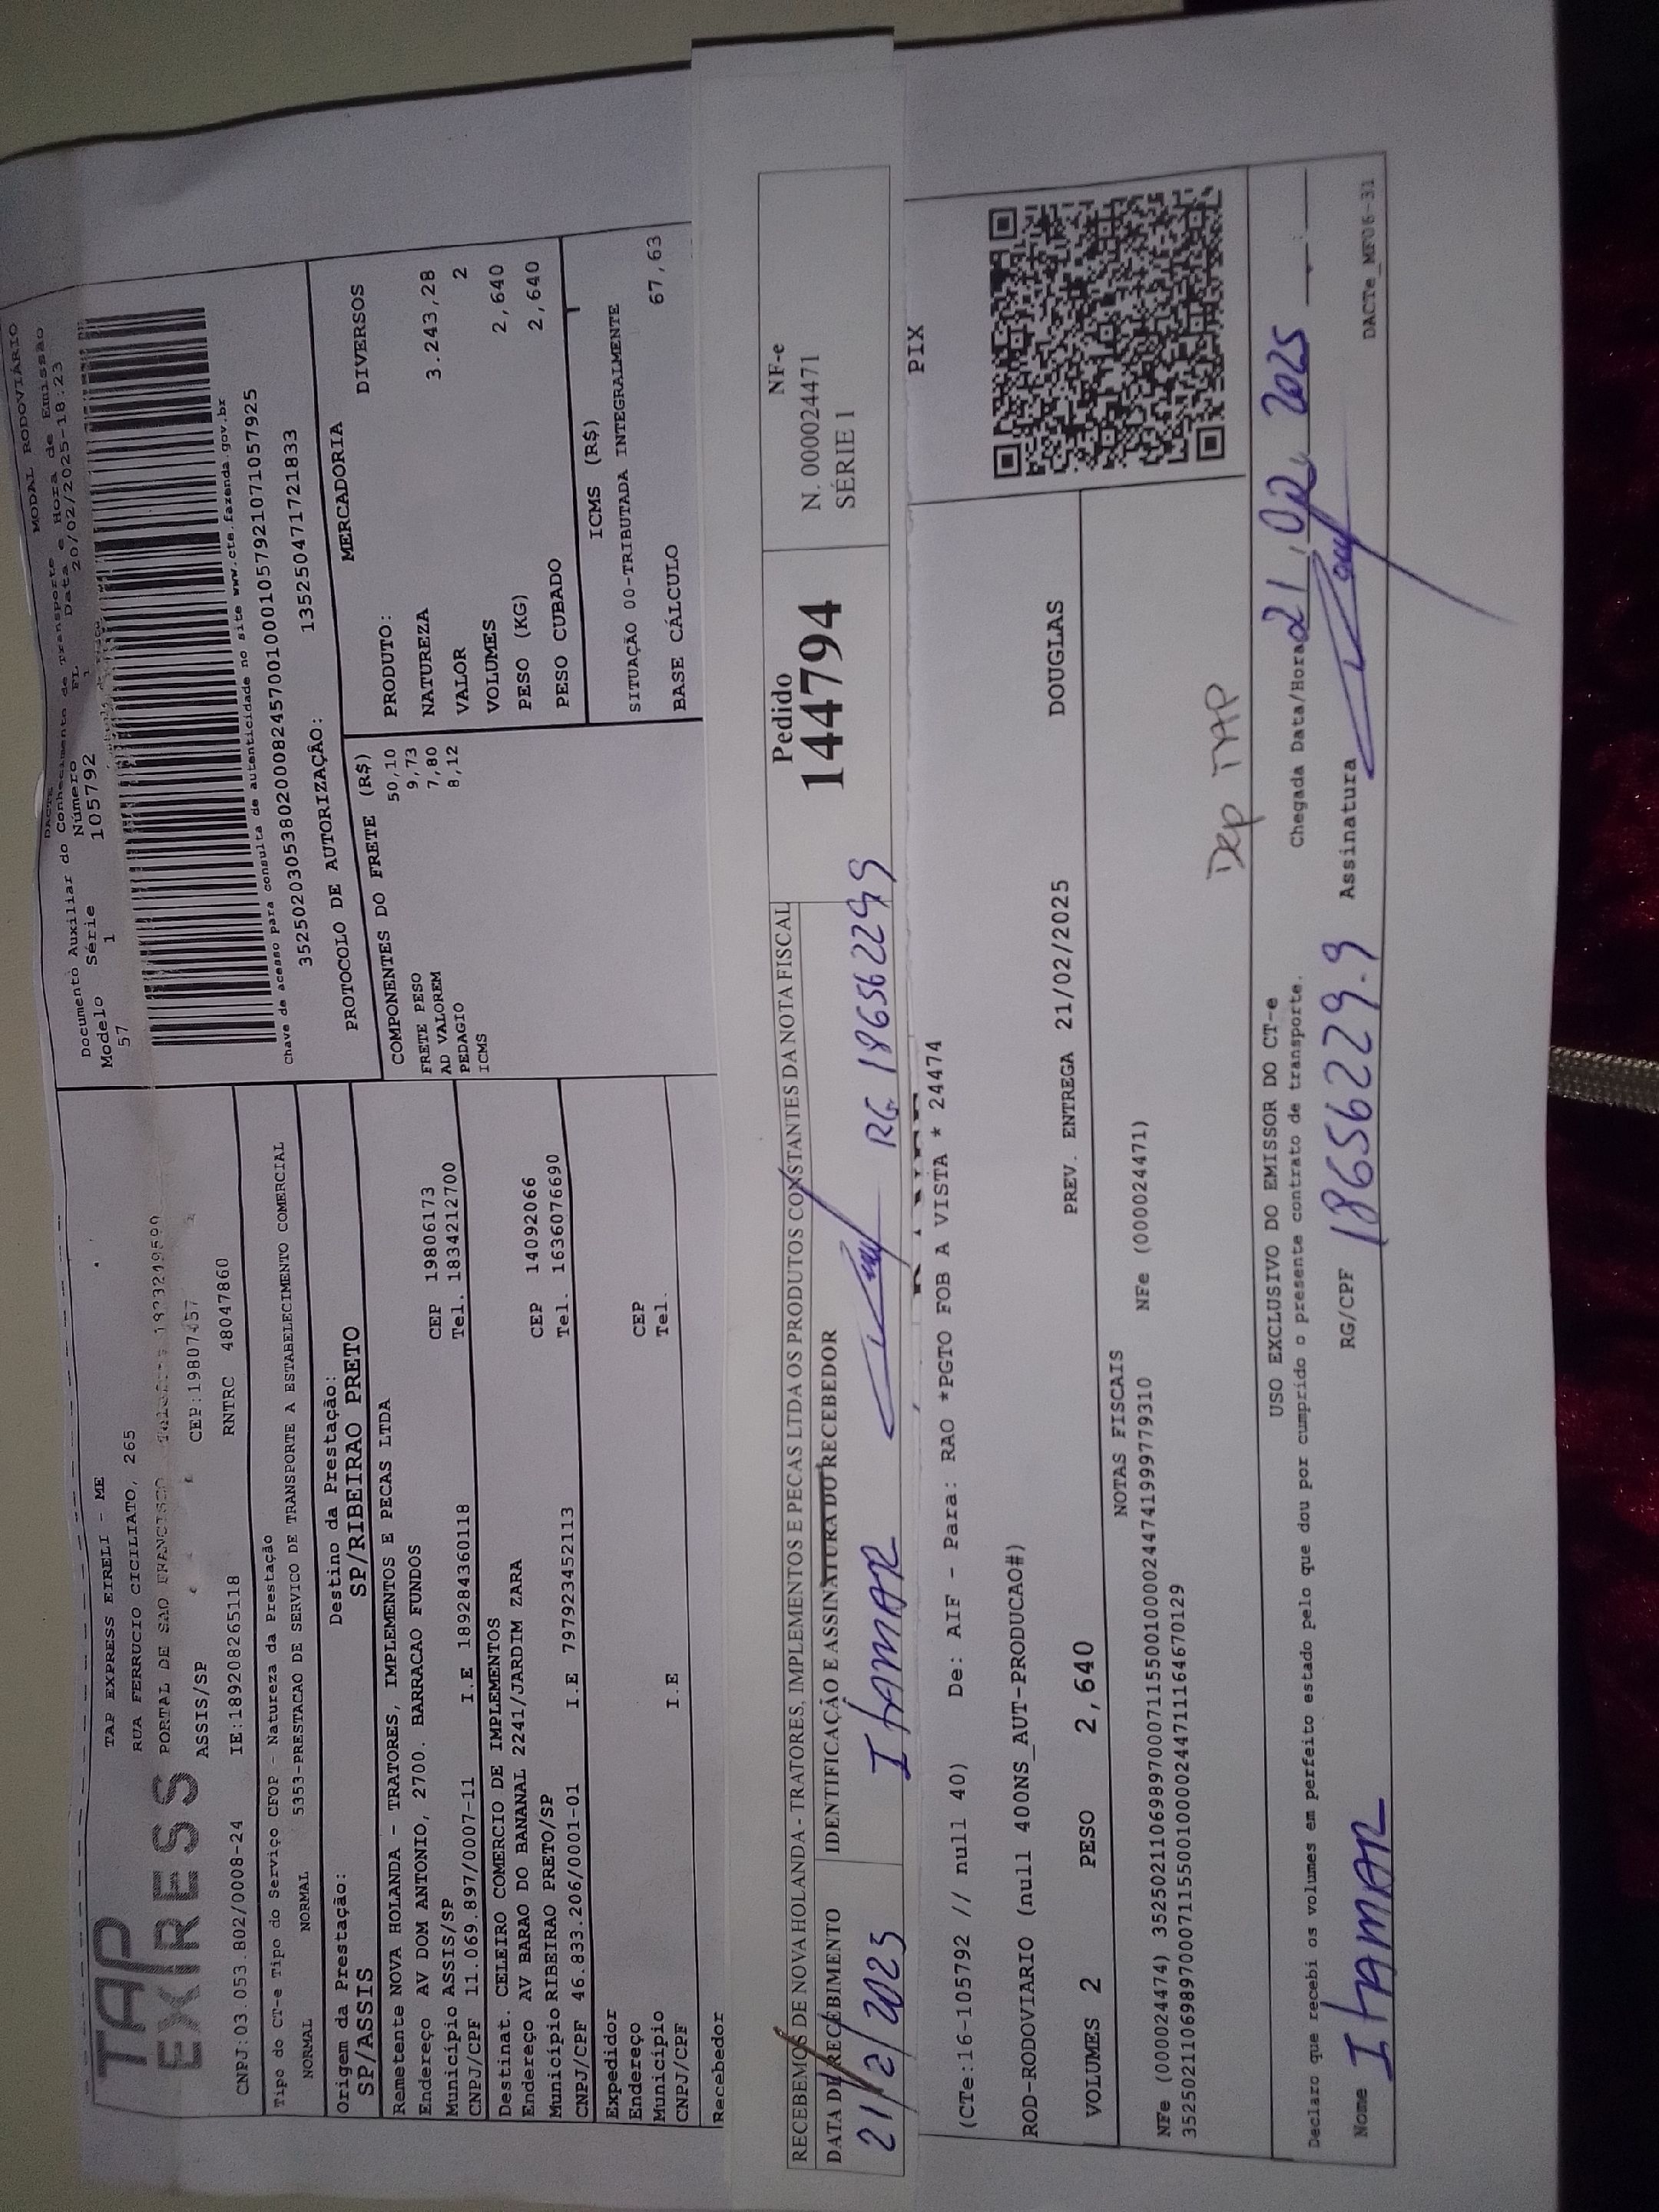 DACTE
MODAL RODOVIÁRIO
Documento Auxiliar do Conhecimento de Transporte
Modelo Série Número FL Data e Hora de Emissão
57 1 105792 1 20/02/2025-18:23
TAP
EXPRESS
TAP EXPRESS EIRELI - ME
RUA FERRUCIO CICILIATO, 265
PORTAL DE SAO FRANCISCO
ASSIS/SP CEP:19807457
CNPJ:03.053.802/0008-24 IE:189208265118 RNTRC 48047860
Chave de acesso para consulta de autenticidade no site www.cte.fazenda.gov.br
35250203053802000824570010001057921071057925
PROTOCOLO DE AUTORIZAÇÃO: 135250471721833
Tipo do CT-e Tipo do Serviço CFOP - Natureza da Prestação
NORMAL NORMAL 5353-PRESTACAO DE SERVICO DE TRANSPORTE A ESTABELECIMENTO COMERCIAL
Origem da Prestação: Destino da Prestação:
SP/ASSIS SP/RIBEIRAO PRETO
Remetente NOVA HOLANDA - TRATORES, IMPLEMENTOS E PECAS LTDA
Endereço AV DOM ANTONIO, 2700. BARRACAO FUNDOS
Município ASSIS/SP CEP 19806173
CNPJ/CPF 11.069.897/0007-11 I.E 189284360118 Tel. 1834212700
Destinat. CELEIRO COMERCIO DE IMPLEMENTOS
Endereço AV BARAO DO BANANAL 2241/JARDIM ZARA
Município RIBEIRAO PRETO/SP CEP 14092066
CNPJ/CPF 46.833.206/0001-01 I.E 797923452113 Tel. 1636076690
Expedidor
Endereço
Município CEP
CNPJ/CPF I.E Tel.
Recebedor
COMPONENTES DO FRETE (R$)
FRETE PESO 50,10
AD VALOREM 9,73
PEDAGIO 7,80
ICMS 8,12
MERCADORIA
PRODUTO: DIVERSOS
NATUREZA
VALOR 3.243,28
VOLUMES 2
PESO (KG) 2,640
PESO CUBADO 2,640
ICMS (R$)
SITUAÇÃO 00-TRIBUTADA INTEGRALMENTE
BASE CÁLCULO 67,63
RECEBEMOS DE NOVA HOLANDA - TRATORES, IMPLEMENTOS E PECAS LTDA OS PRODUTOS CONSTANTES DA NOTA FISCAL
DATA DE RECEBIMENTO IDENTIFICAÇÃO E ASSINATURA DO RECEBEDOR
21/2/2025 ITAMAR RG 186562299
Pedido
144794
NF-e
N. 000024471
SÉRIE 1
PIX
(CTe:16-105792 // null 40) De: AIF - Para: RAO *PGTO FOB A VISTA * 24474
ROD-RODOVIARIO (null 400NS_AUT-PRODUCAO#)
VOLUMES 2 PESO 2,640 PREV. ENTREGA 21/02/2025 DOUGLAS
NOTAS FISCAIS
NFe (000024474) 35250211069897000711550010000244741999779310 NFe (000024471)
35250211069897000711550010000244711164670129
Dep TAP
USO EXCLUSIVO DO EMISSOR DO CT-e
Declaro que recebi os volumes em perfeito estado pelo que dou por cumprido o presente contrato de transporte.
Chegada Data/Hora 21, 02, 2025
Nome ITAMAR RG/CPF 18656229.9 Assinatura
DACTe_MF06-31